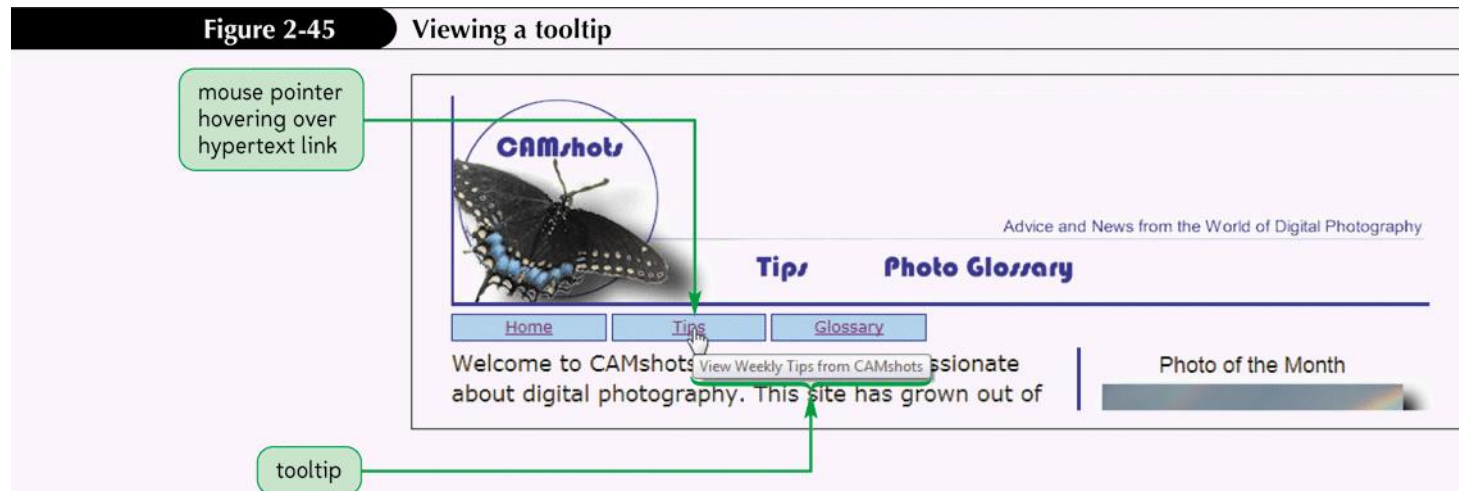 Figure 2-45 Viewing a tooltip
mouse pointer
hovering over
hypertext link
CAMshots
Advice and News from the World of Digital Photography
Tips Photo Glossary
Home Tips Glossary
Welcome to CAMshots View Weekly Tips from CAMshots ssionate
about digital photography. This site has grown out of
Photo of the Month
tooltip